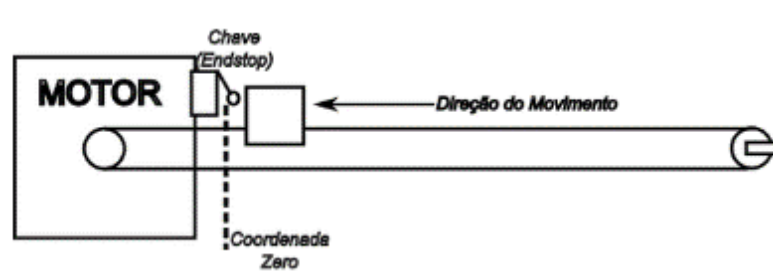 Chave
(Endstop)
MOTOR
Direção do Movimento
Coordenada
Zero